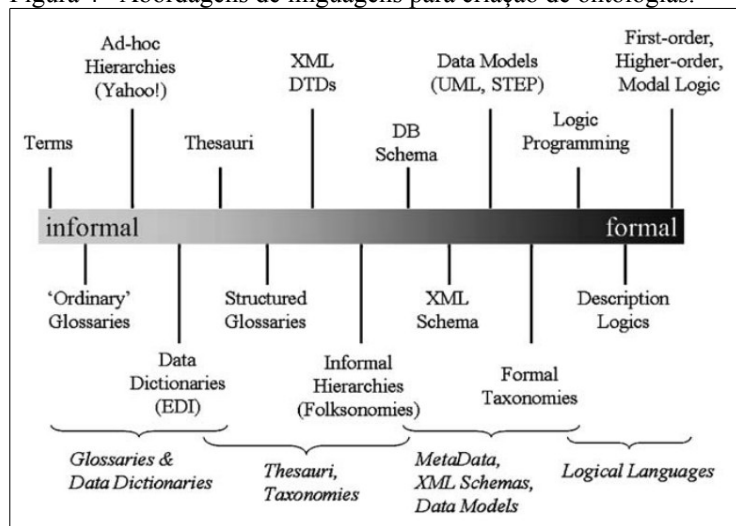 Figura 4 - Abordagens de linguagens para criação de ontologias.
Ad-hoc
Hierarchies
(Yahoo!)
XML
DTDs
Data Models
(UML, STEP)
First-order,
Higher-order,
Modal Logic
Terms
Thesauri
DB
Schema
Logic
Programming
informal
formal
‘Ordinary’
Glossaries
Structured
Glossaries
XML
Schema
Description
Logics
Data
Dictionaries
(EDI)
Informal
Hierarchies
(Folksonomies)
Formal
Taxonomies
Glossaries &
Data Dictionaries
Thesauri,
Taxonomies
MetaData,
XML Schemas,
Data Models
Logical Languages